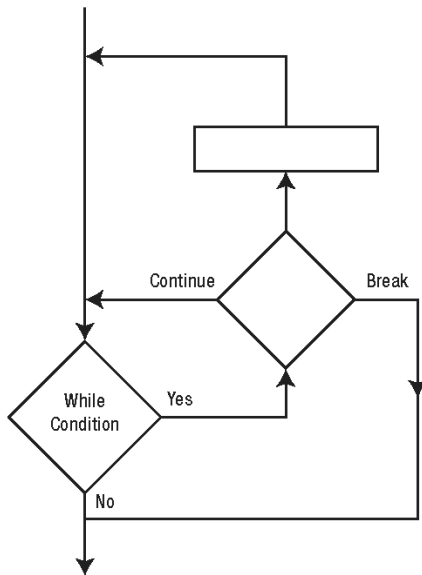 Continue
Break
While
Condition
Yes
No